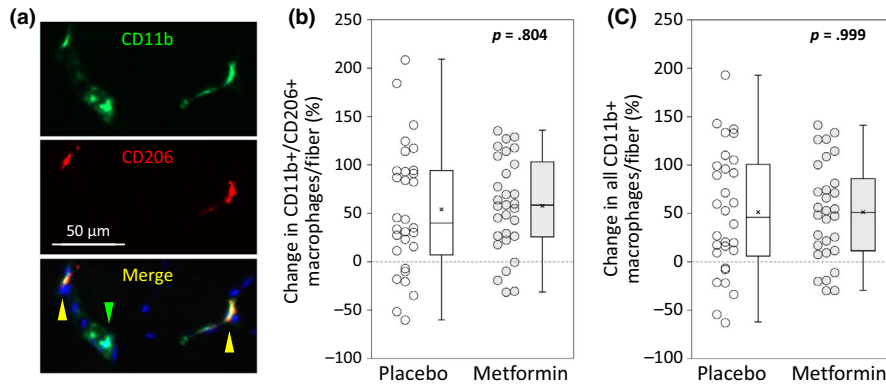 (a)
CD11b
CD206
50 µm
Merge
(b)
Change in CD11b+/CD206+
macrophages/fiber (%)
250
200
150
100
50
0
−50
−100
p = .804
Placebo
Metformin
(C)
Change in all CD11b+
macrophages/fiber (%)
250
200
150
100
50
0
−50
−100
p = .999
Placebo
Metformin